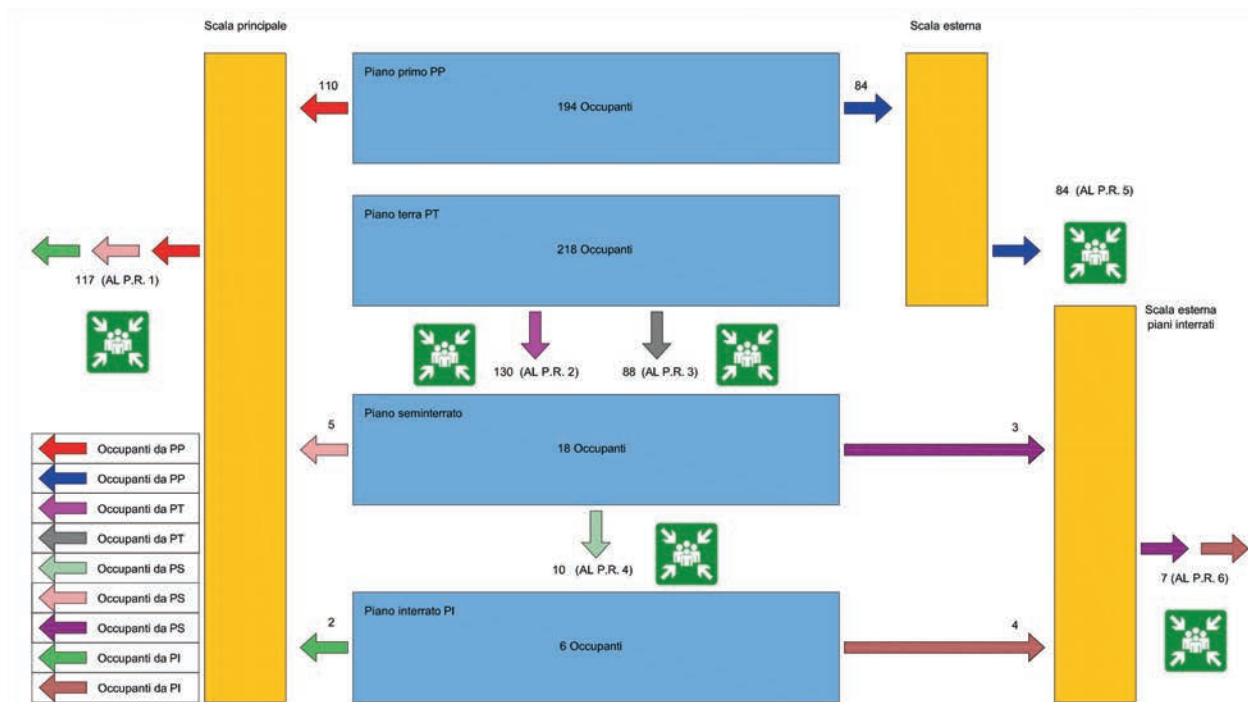 Scala principale
Scala esterna
Piano primo PP
110
84
194 Occupanti
Piano terra PT
84 (AL P.R. 5)
218 Occupanti
117 (AL P.R. 1)
Scala esterna
piani interrati
130 (AL P.R. 2)
88 (AL P.R. 3)
Piano seminterrato
5
3
18 Occupanti
Occupanti da PP
Occupanti da PP
Occupanti da PT
Occupanti da PT
Occupanti da PS
Occupanti da PS
Occupanti da PS
Occupanti da PI
Occupanti da PI
10 (AL P.R. 4)
7 (AL P.R. 6)
Piano interrato PI
2
4
6 Occupanti